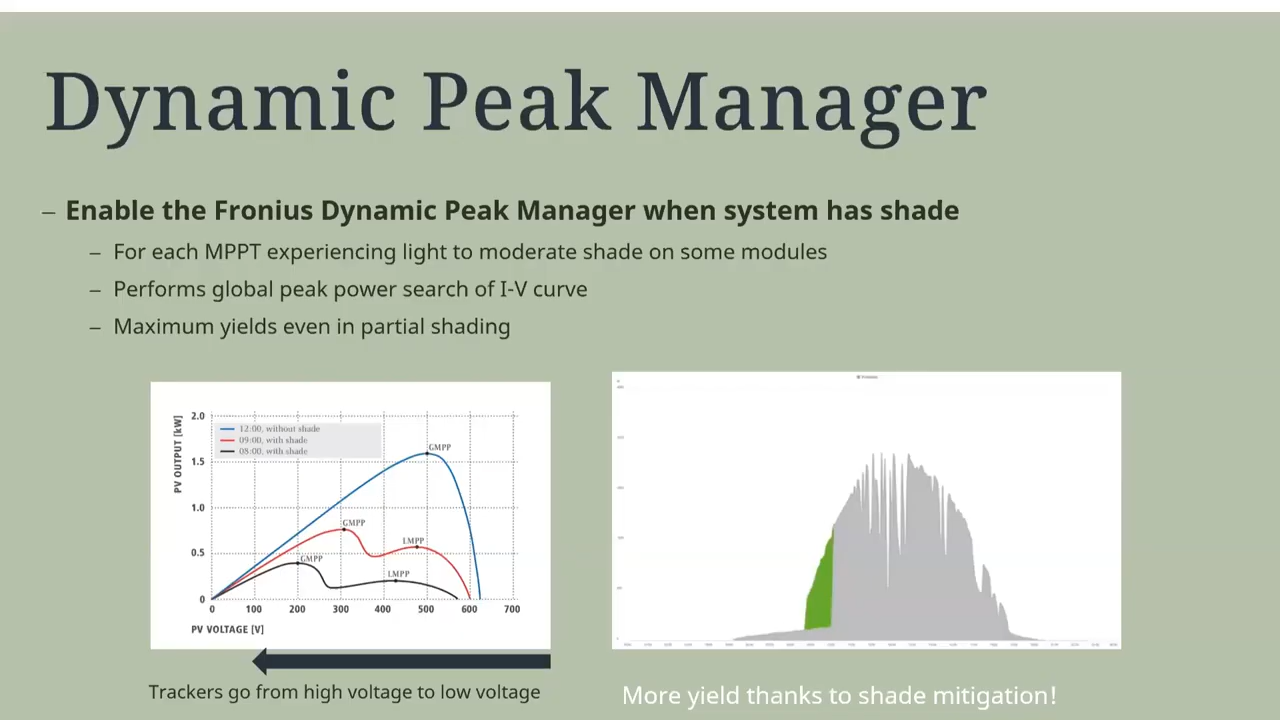 Dynamic Peak Manager
– Enable the Fronius Dynamic Peak Manager when system has shade
– For each MPPT experiencing light to moderate shade on some modules
– Performs global peak power search of I-V curve
– Maximum yields even in partial shading
PV OUTPUT [kW]
2.0
1.5
1.0
0.5
0
12:00, without shade
09:00, with shade
08:00, with shade
GMPP
GMPP
LMPP
GMPP
LMPP
0 100 200 300 400 500 600 700
PV VOLTAGE [V]
Trackers go from high voltage to low voltage
More yield thanks to shade mitigation!